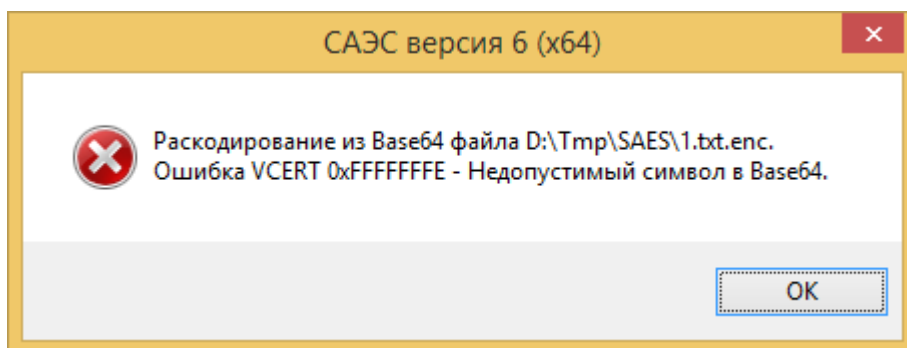 САЭС версия 6 (x64)
Раскодирование из Base64 файла D:\Tmp\SAES\1.txt.enc.
Ошибка VCERT 0xFFFFFFFE - Недопустимый символ в Base64.
ОК